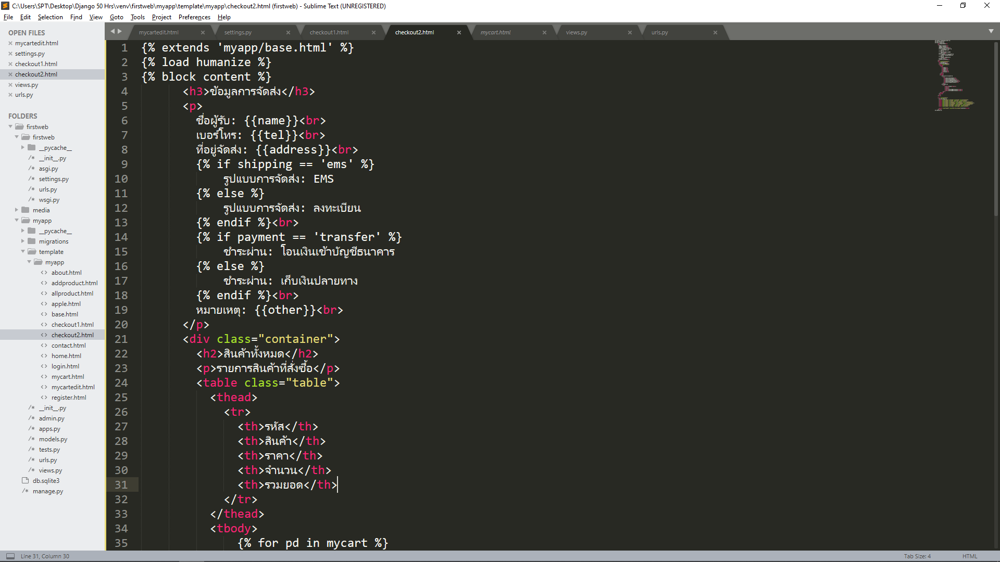 C:\Users\SPT\Desktop\Django 50 Hrs\venv\firstweb\myapp\template\myapp\checkout2.html (firstweb) - Sublime Text (UNREGISTERED)
File Edit Selection Find View Goto Tools Project Preferences Help
OPEN FILES
mycartedit.html
settings.py
checkout1.html
checkout2.html
views.py
urls.py
FOLDERS
firstweb
firstweb
__pycache__
__init__.py
asgi.py
settings.py
urls.py
wsgi.py
media
myapp
__pycache__
migrations
template
myapp
about.html
addproduct.html
allproduct.html
apple.html
base.html
checkout1.html
checkout2.html
contact.html
home.html
login.html
mycart.html
mycartedit.html
register.html
__init__.py
admin.py
apps.py
models.py
tests.py
urls.py
views.py
db.sqlite3
manage.py
mycartedit.html settings.py checkout1.html checkout2.html mycart.html views.py urls.py
1 {% extends 'myapp/base.html' %}
2 {% load humanize %}
3 {% block content %}
4 <h3>ข้อมูลการจัดส่ง</h3>
5 <p>
6 ชื่อผู้รับ: {{name}}<br>
7 เบอร์โทร: {{tel}}<br>
8 ที่อยู่จัดส่ง: {{address}}<br>
9 {% if shipping == 'ems' %}
10 รูปแบบการจัดส่ง: EMS
11 {% else %}
12 รูปแบบการจัดส่ง: ลงทะเบียน
13 {% endif %}<br>
14 {% if payment == 'transfer' %}
15 ชำระผ่าน: โอนเงินเข้าบัญชีธนาคาร
16 {% else %}
17 ชำระผ่าน: เก็บเงินปลายทาง
18 {% endif %}<br>
19 หมายเหตุ: {{other}}<br>
20 </p>
21 <div class="container">
22 <h2>สินค้าทั้งหมด</h2>
23 <p>รายการสินค้าที่สั่งซื้อ</p>
24 <table class="table">
25 <thead>
26 <tr>
27 <th>รหัส</th>
28 <th>สินค้า</th>
29 <th>ราคา</th>
30 <th>จำนวน</th>
31 <th>รวมยอด</th>
32 </tr>
33 </thead>
34 <tbody>
35 {% for pd in mycart %}
Line 31, Column 30
Tab Size: 4 HTML